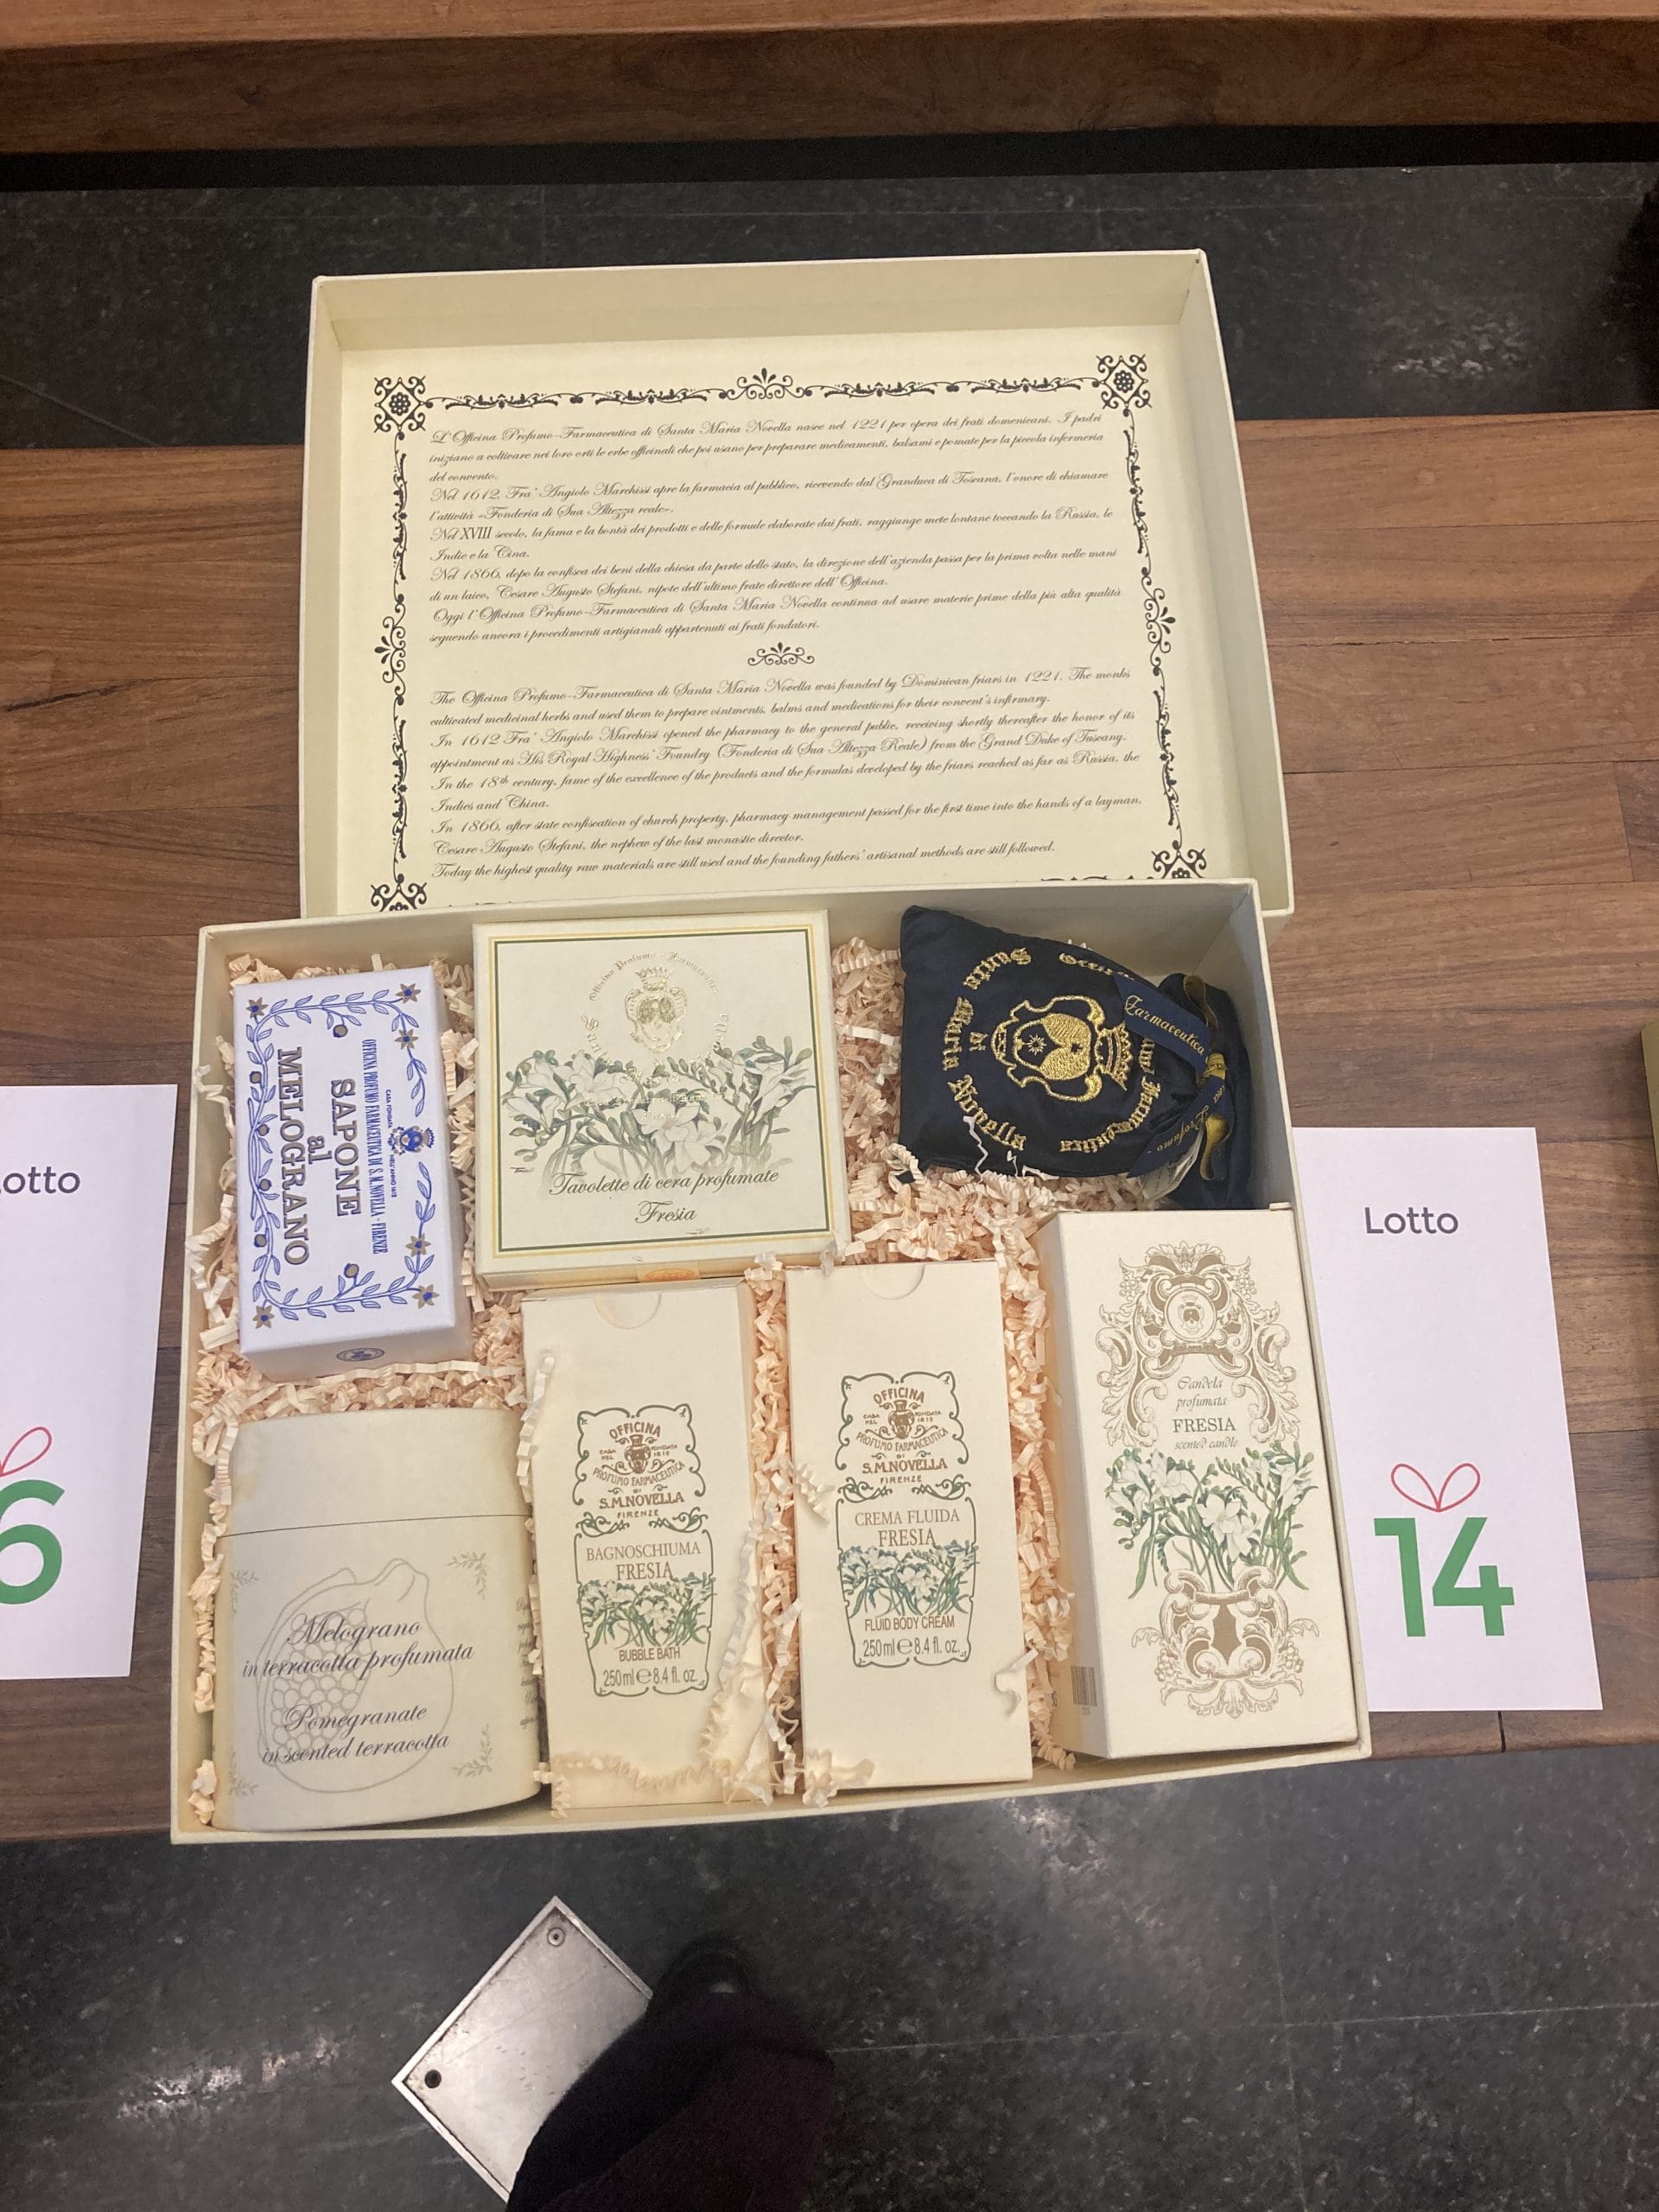 L'Officina Profumo-Farmaceutica di Santa Maria Novella nasce nel 1221 per opera dei frati domenicani. I padri
iniziano a coltivare nei loro orti le erbe officinali che poi usano per preparare medicamenti, balsami e pomate per la piccola infermeria
del convento.
Nel 1612, Fra' Angiolo Marchissi apre la farmacia al pubblico, ricevendo dal Granduca di Toscana, l'onore di chiamare
l'attività «Fonderia di Sua Altezza reale».
Nel XVIII secolo, la fama e la bontà dei prodotti e delle formule elaborate dai frati, raggiunge mete lontane toccando la Russia, le
Indie e la Cina.
Nel 1866, dopo la confisca dei beni della chiesa da parte dello stato, la direzione dell'azienda passa per la prima volta nelle mani
di un laico, Cesare Augusto Stefani, nipote dell'ultimo frate direttore dell'Officina.
Oggi l'Officina Profumo-Farmaceutica di Santa Maria Novella continua ad usare materie prime della più alta qualità
seguendo ancora i procedimenti artigianali appartenuti ai frati fondatori.
The Officina Profumo-Farmaceutica di Santa Maria Novella was founded by Dominican friars in 1221. The monks
cultivated medicinal herbs and used them to prepare ointments, balms and medications for their convent's infirmary.
In 1612 Fra' Angiolo Marchissi opened the pharmacy to the general public, receiving shortly thereafter the honor of its
appointment as His Royal Highness' Foundry (Fonderia di Sua Altezza Reale) from the Grand Duke of Tuscany.
In the 18th century, fame of the excellence of the products and the formulas developed by the friars reached as far as Russia, the
Indies and China.
In 1866, after state confiscation of church property, pharmacy management passed for the first time into the hands of a layman,
Cesare Augusto Stefani, the nephew of the last monastic director.
Today the highest quality raw materials are still used and the founding fathers' artisanal methods are still followed.
OFFICINA PROFUMO FARMACEUTICA DI S.M. NOVELLA - FIRENZE
SAPONE
al
MELOGRANO
Officina Profumo - Farmaceutica
Tavolette di cera profumate
Fresia
Santa Maria Novella
di
Farmaceutica
Farmaceutica
Profumo
otto
6
Lotto
14
Melograno
in terracotta profumata
Pomegranate
in scented terracotta
OFFICINA
CASA FONDATA
NEL 1612
PROFUMO FARMACEUTICA
DI
S.M.NOVELLA
FIRENZE
BAGNOSCHIUMA
FRESIA
BUBBLE BATH
250 ml e 8.4 fl. oz.
OFFICINA
CASA FONDATA
NEL 1612
PROFUMO FARMACEUTICA
DI
S.M.NOVELLA
FIRENZE
CREMA FLUIDA
FRESIA
FLUID BODY CREAM
250 ml e 8.4 fl. oz.
Candela
profumata
FRESIA
scented candle